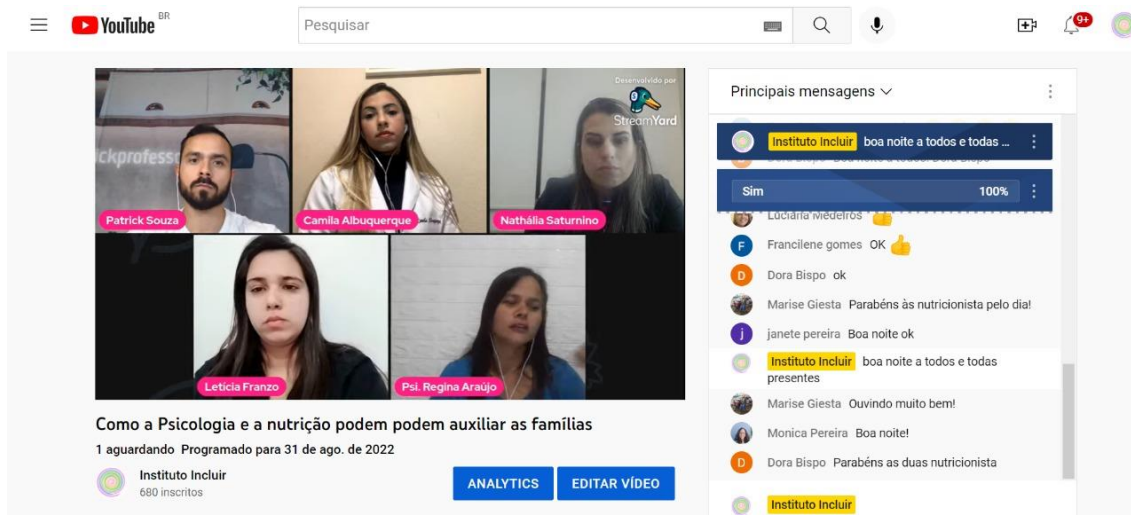 YouTube BR
Pesquisar
9+
Desenvolvido por
StreamYard
ickprofess
Patrick Souza
Camila Albuquerque
Nathália Saturnino
Letícia Franzo
Psi. Regina Araújo
Como a Psicologia e a nutrição podem podem auxiliar as famílias
1 aguardando Programado para 31 de ago. de 2022
Instituto Incluir
680 inscritos
ANALYTICS
EDITAR VÍDEO
Principais mensagens
Instituto Incluir boa noite a todos e todas ...
Sim 100%
Luciana Medeiros
F Francilene gomes OK
D Dora Bispo ok
Marise Giesta Parabéns às nutricionista pelo dia!
j janete pereira Boa noite ok
Instituto Incluir boa noite a todos e todas
presentes
Marise Giesta Ouvindo muito bem!
Monica Pereira Boa noite!
D Dora Bispo Parabéns as duas nutricionista
Instituto Incluir